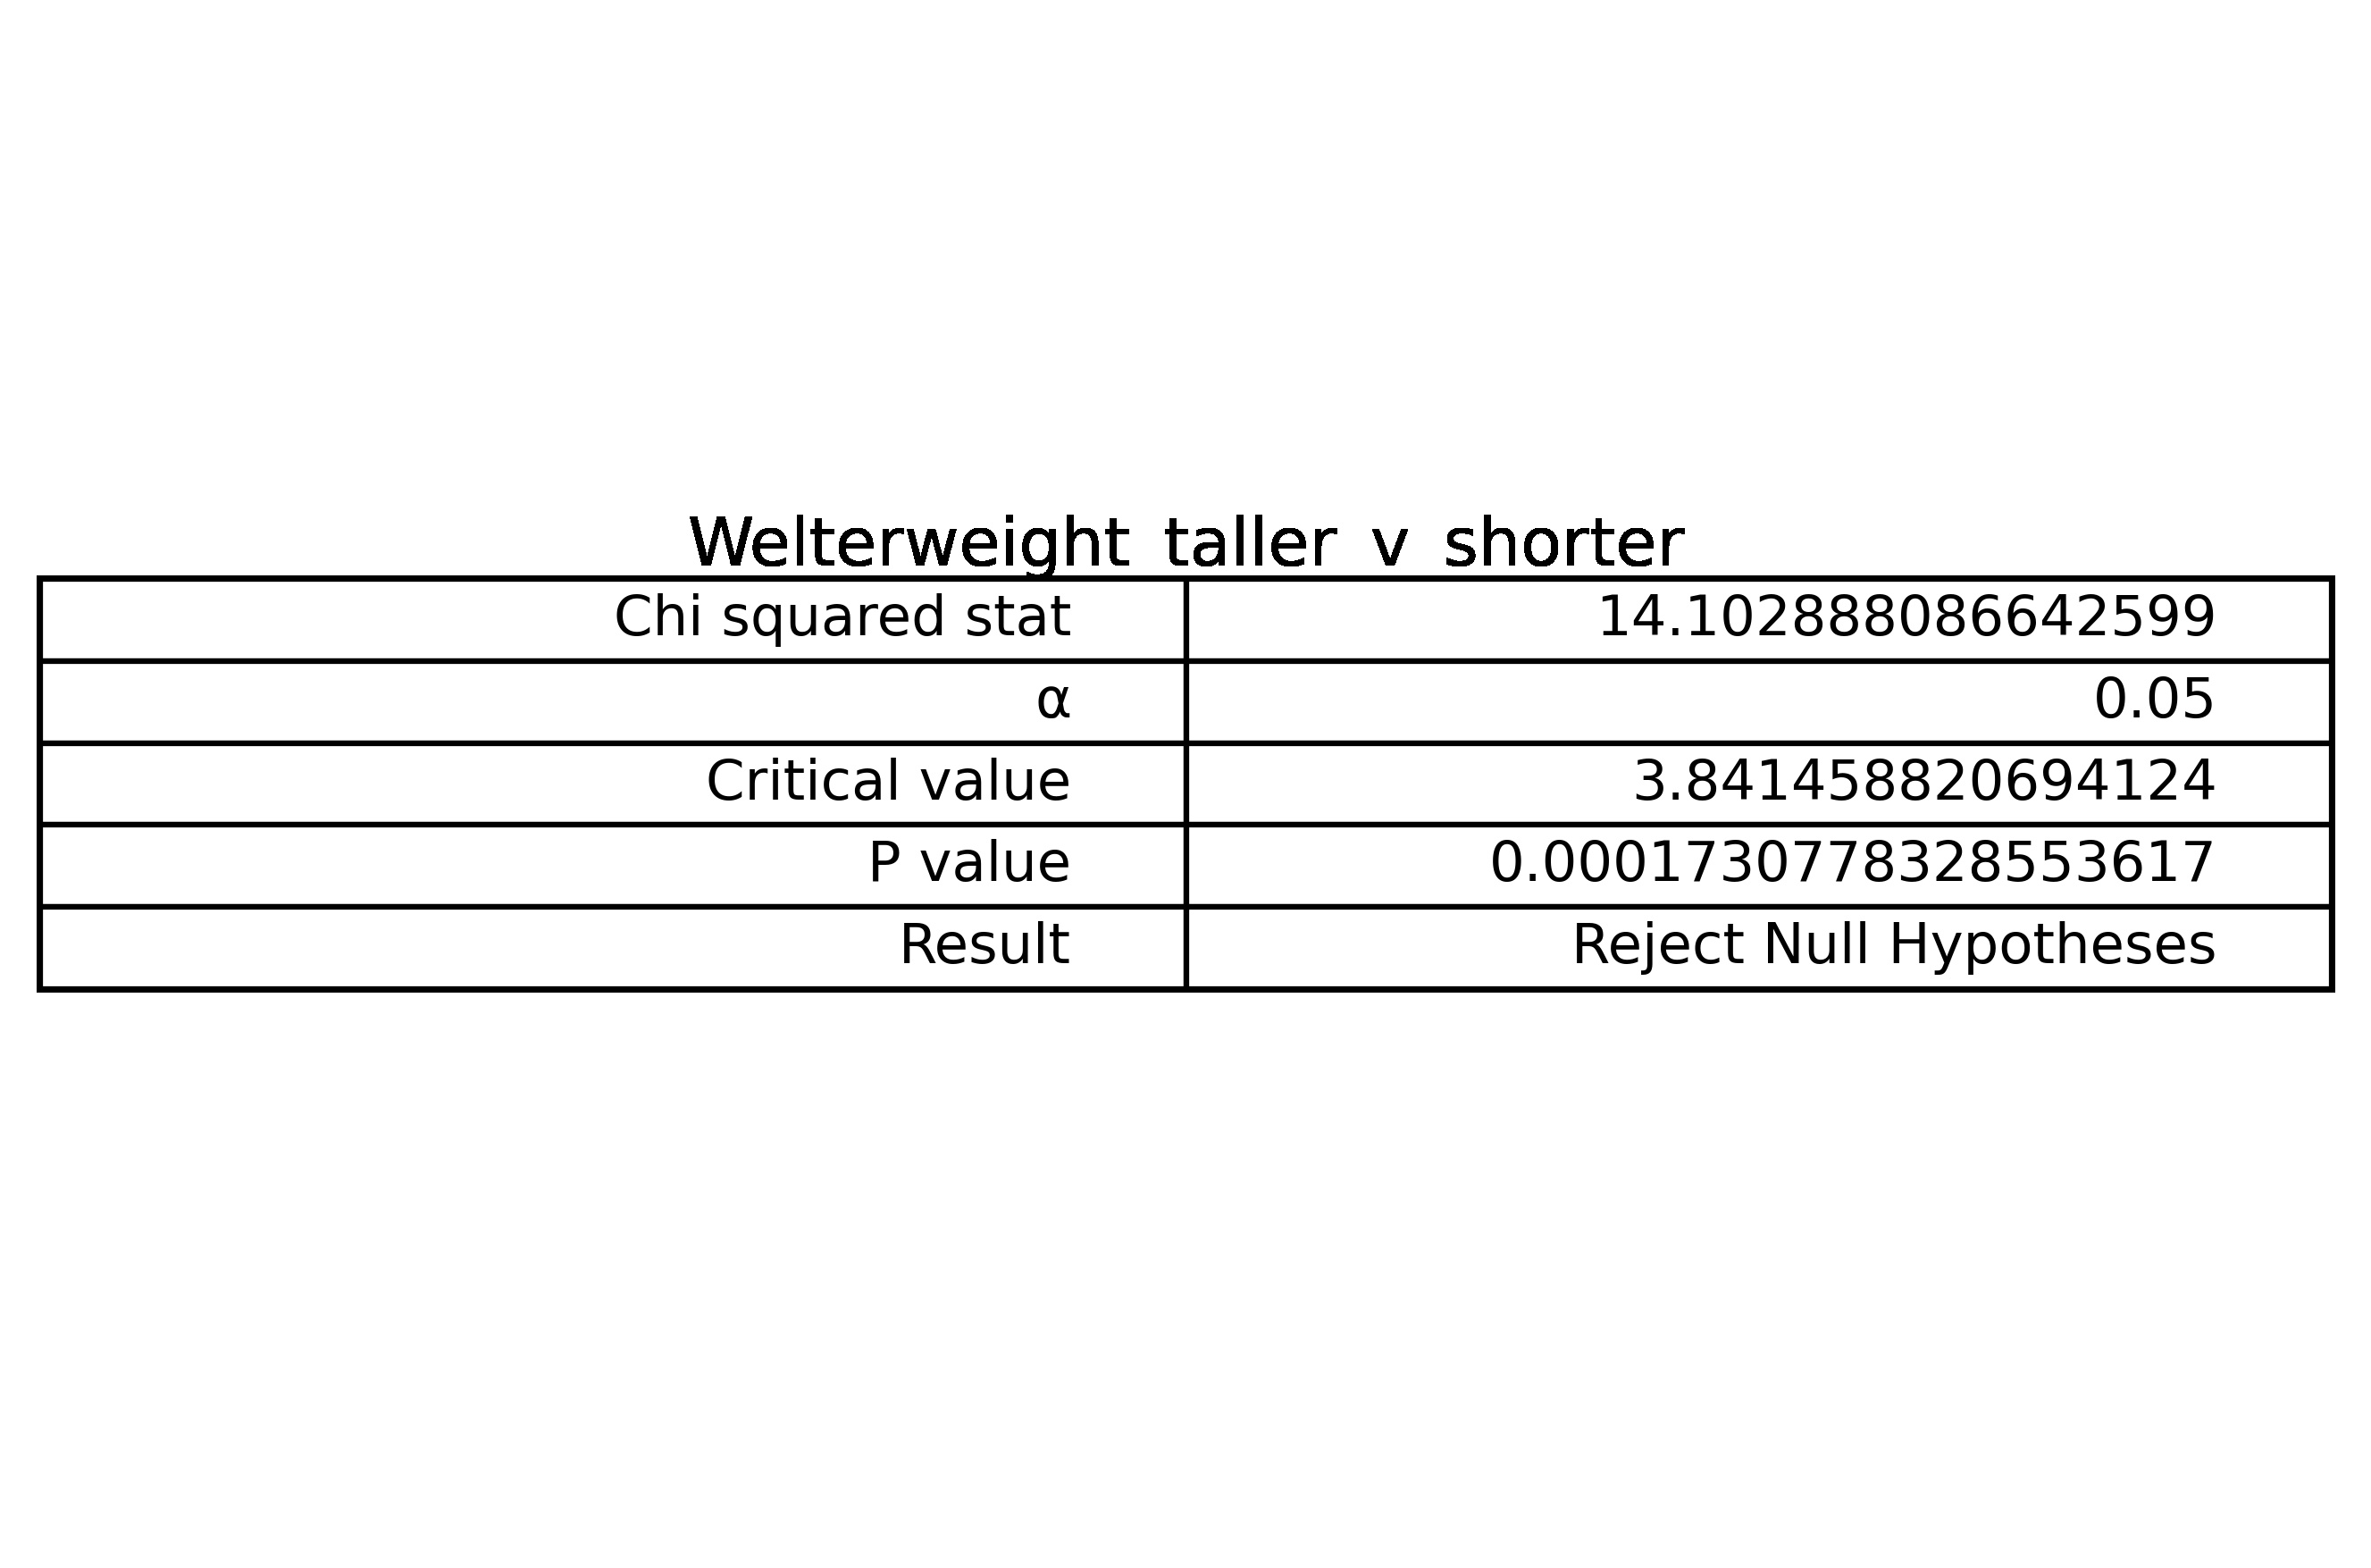 Welterweight taller v shorter
Chi squared stat 14.102888086642599
α 0.05
Critical value 3.841458820694124
P value 0.0001730778328553617
Result Reject Null Hypotheses